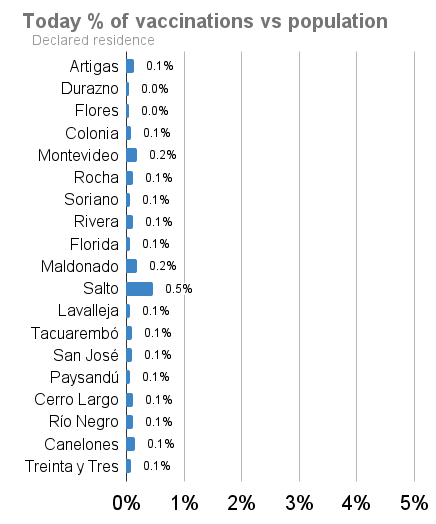 Today % of vaccinations vs population
Declared residence
Artigas 0.1%
Durazno 0.0%
Flores 0.0%
Colonia 0.1%
Montevideo 0.2%
Rocha 0.1%
Soriano 0.1%
Rivera 0.1%
Florida 0.1%
Maldonado 0.2%
Salto 0.5%
Lavalleja 0.1%
Tacuarembó 0.1%
San José 0.1%
Paysandú 0.1%
Cerro Largo 0.1%
Río Negro 0.1%
Canelones 0.1%
Treinta y Tres 0.1%
0% 1% 2% 3% 4% 5%